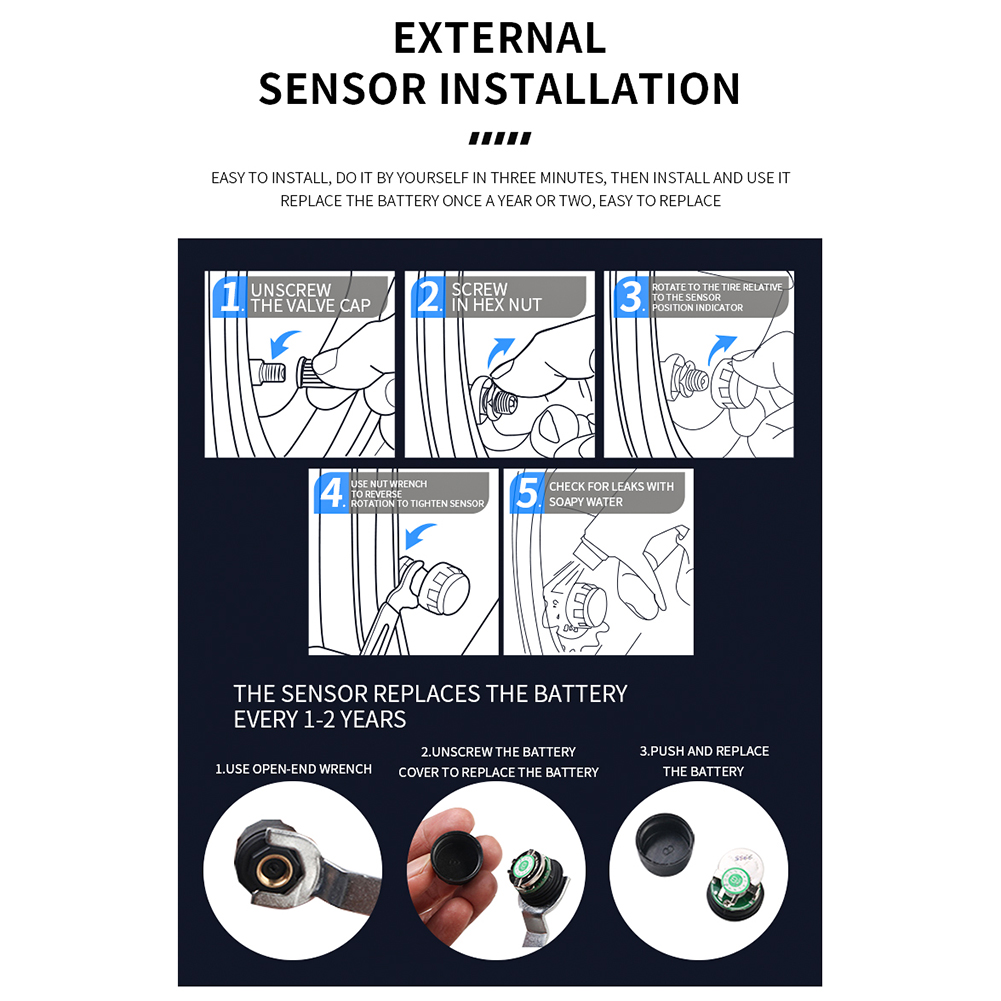 EXTERNAL
SENSOR INSTALLATION
EASY TO INSTALL, DO IT BY YOURSELF IN THREE MINUTES, THEN INSTALL AND USE IT
REPLACE THE BATTERY ONCE A YEAR OR TWO, EASY TO REPLACE
1.
UNSCREW
THE VALVE CAP
2.
SCREW
IN HEX NUT
3.
ROTATE TO THE TIRE RELATIVE
TO THE SENSOR
POSITION INDICATOR
4.
USE NUT WRENCH
TO REVERSE
ROTATION TO TIGHTEN SENSOR
5.
CHECK FOR LEAKS WITH
SOAPY WATER
THE SENSOR REPLACES THE BATTERY
EVERY 1-2 YEARS
1.USE OPEN-END WRENCH
2.UNSCREW THE BATTERY
COVER TO REPLACE THE BATTERY
3.PUSH AND REPLACE
THE BATTERY